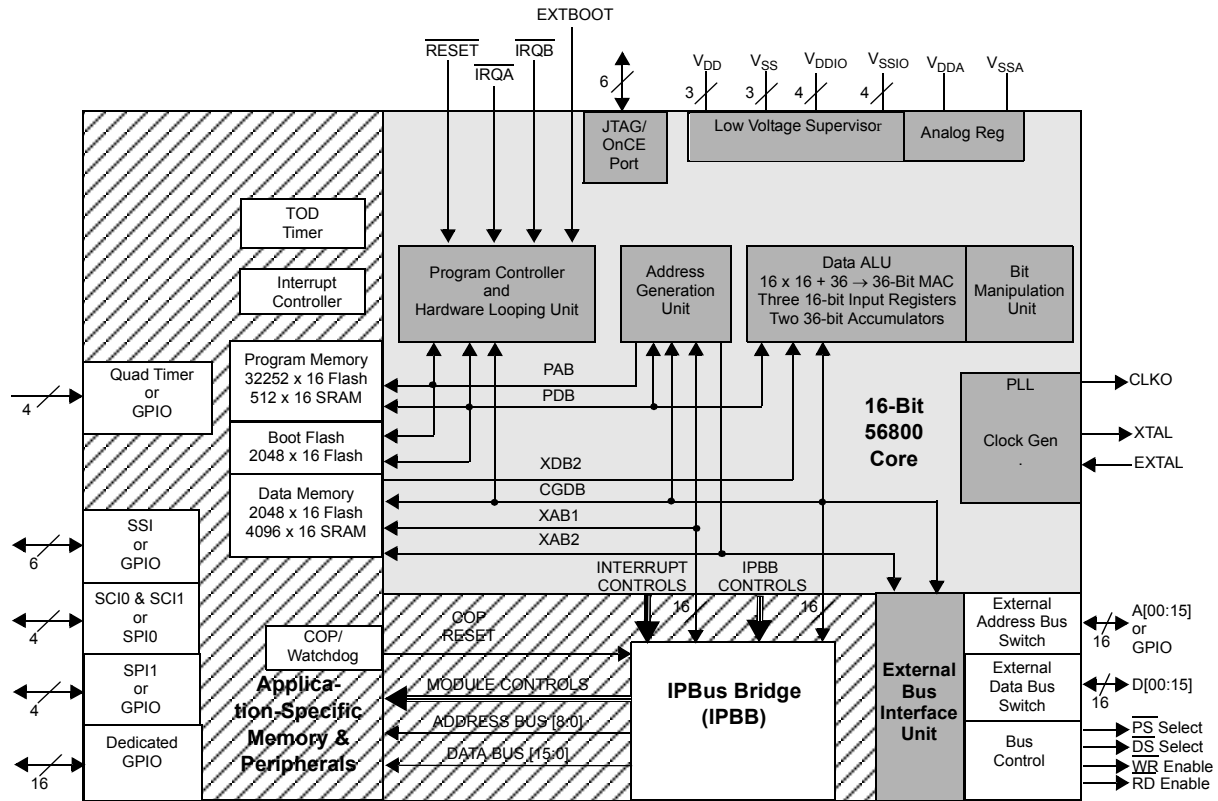 EXTBOOT
RESET
IRQB
IRQA
6
VDD
VSS
VDDIO
VSSIO
VDDA
VSSA
3
3
4
4
JTAG/
OnCE
Port
Low Voltage Supervisor
Analog Reg
TOD
Timer
Interrupt
Controller
Program Controller
and
Hardware Looping Unit
Address
Generation
Unit
Data ALU
16 x 16 + 36 → 36-Bit MAC
Three 16-bit Input Registers
Two 36-bit Accumulators
Bit
Manipulation
Unit
Program Memory
32252 x 16 Flash
512 x 16 SRAM
Boot Flash
2048 x 16 Flash
Data Memory
2048 x 16 Flash
4096 x 16 SRAM
Quad Timer
or
GPIO
4
PAB
PDB
XDB2
CGDB
XAB1
XAB2
16-Bit
56800
Core
PLL
Clock Gen
.
CLKO
XTAL
EXTAL
SSI
or
GPIO
6
SCI0 & SCI1
or
SPI0
4
SPI1
or
GPIO
4
Dedicated
GPIO
16
COP/
Watchdog
Applica-
tion-Specific
Memory &
Peripherals
INTERRUPT
CONTROLS
16
IPBB
CONTROLS
16
COP
RESET
MODULE CONTROLS
ADDRESS BUS [8:0]
DATA BUS [15:0]
IPBus Bridge
(IPBB)
External
Bus
Interface
Unit
External
Address Bus
Switch
External
Data Bus
Switch
Bus
Control
A[00:15]
or
GPIO
16
D[00:15]
16
PS Select
DS Select
WR Enable
RD Enable